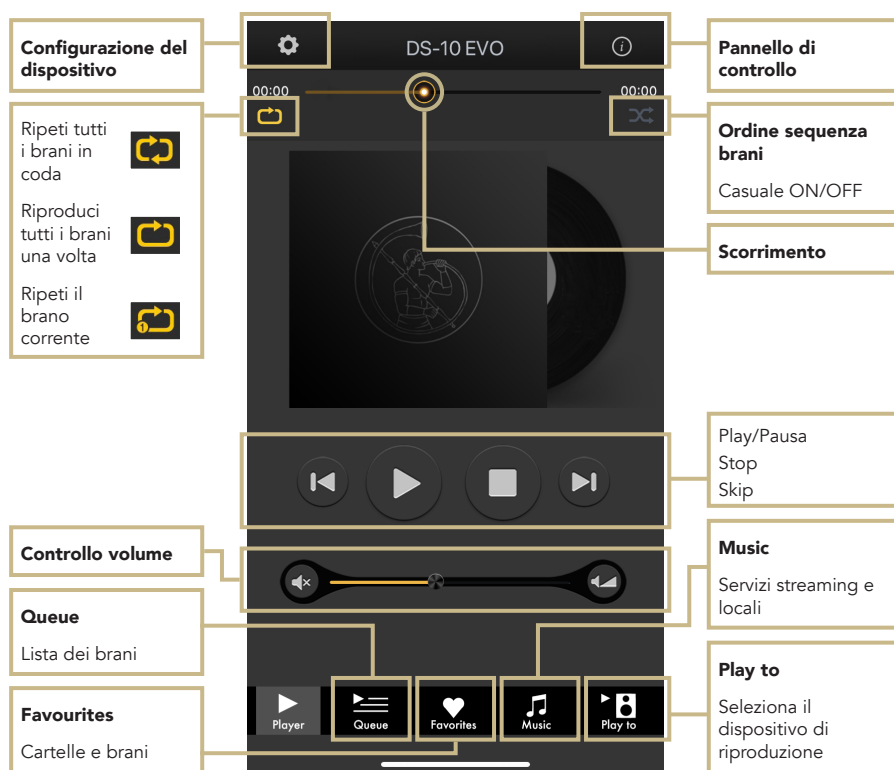 Configurazione del
dispositivo
DS-10 EVO
i
Pannello di
controllo
00:00
00:00
Ripeti tutti
i brani in
coda
Riproduci
tutti i brani
una volta
Ripeti il
brano
corrente
1
Ordine sequenza
brani
Casuale ON/OFF
Scorrimento
Play/Pausa
Stop
Skip
Controllo volume
Music
Servizi streaming e
locali
Queue
Lista dei brani
Play to
Seleziona il
dispositivo di
riproduzione
Favourites
Cartelle e brani
Player
Queue
Favorites
Music
Play to